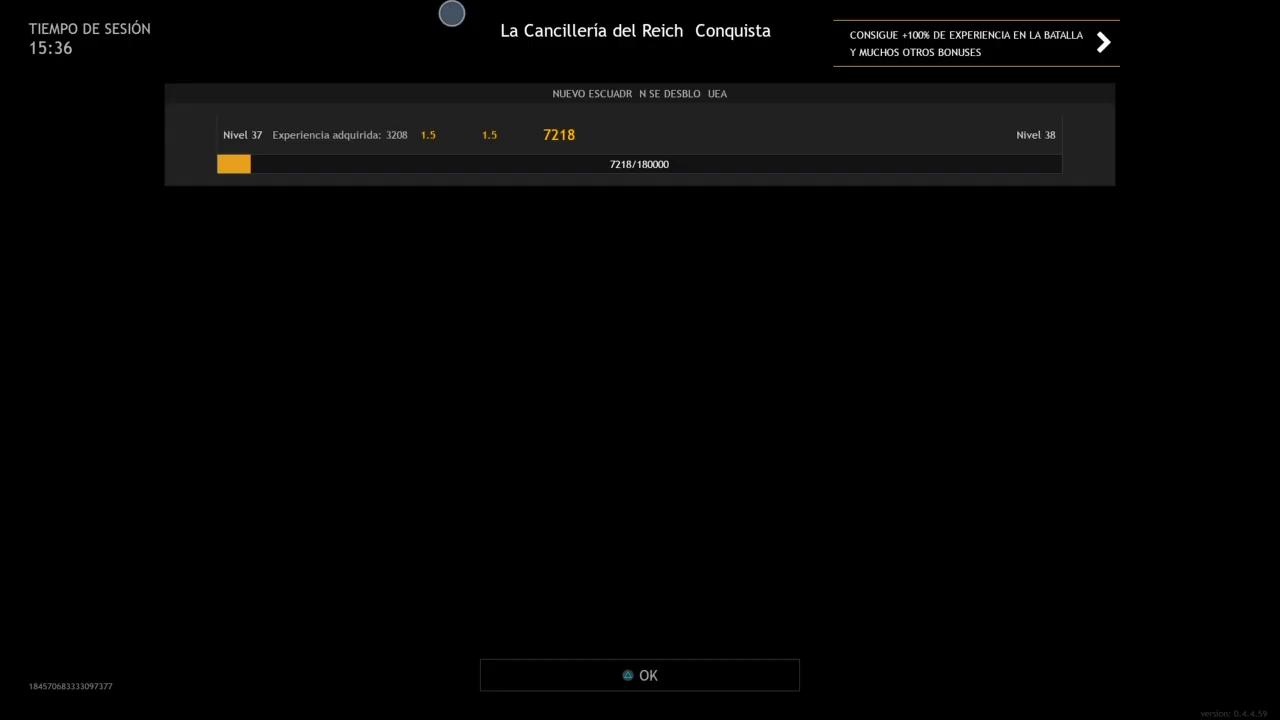 TIEMPO DE SESIÓN
15:36
La Cancillería del Reich Conquista
CONSIGUE +100% DE EXPERIENCIA EN LA BATALLA
Y MUCHOS OTROS BONUSES
NUEVO ESCUADR N SE DESBLO UEA
Nivel 37 Experiencia adquirida: 3208 1.5 1.5 7218 Nivel 38
7218/180000
OK
184570683333097377
version: 0.4.4.59